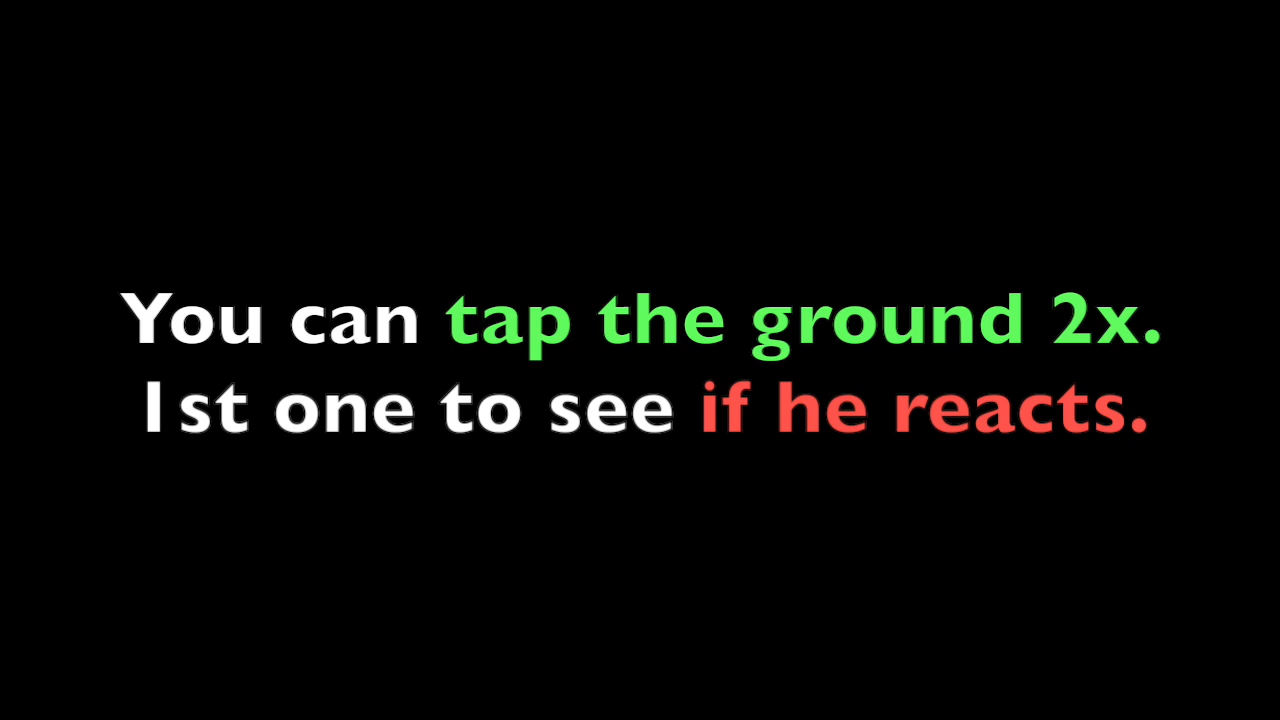 You can tap the ground 2x.
1st one to see if he reacts.